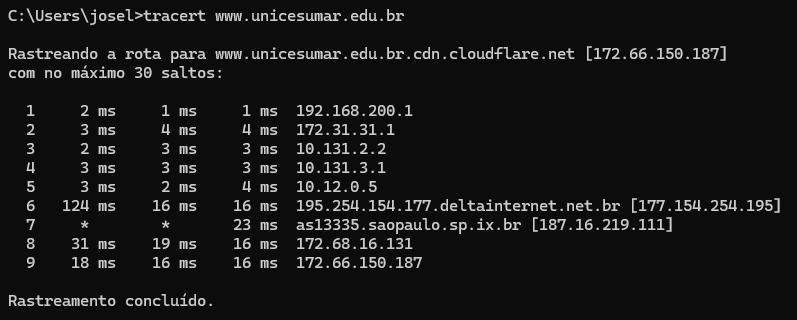 C:\Users\josel>tracert www.unicesumar.edu.br
Rastreando a rota para www.unicesumar.edu.br.cdn.cloudflare.net [172.66.150.187]
com no máximo 30 saltos:
1 2 ms 1 ms 1 ms 192.168.200.1
2 3 ms 4 ms 4 ms 172.31.31.1
3 2 ms 3 ms 3 ms 10.131.2.2
4 3 ms 3 ms 3 ms 10.131.3.1
5 3 ms 2 ms 4 ms 10.12.0.5
6 124 ms 16 ms 16 ms 195.254.154.177.deltainternet.net.br [177.154.254.195]
7 * * 23 ms as13335.saopaulo.sp.ix.br [187.16.219.111]
8 31 ms 19 ms 16 ms 172.68.16.131
9 18 ms 16 ms 16 ms 172.66.150.187
Rastreamento concluído.